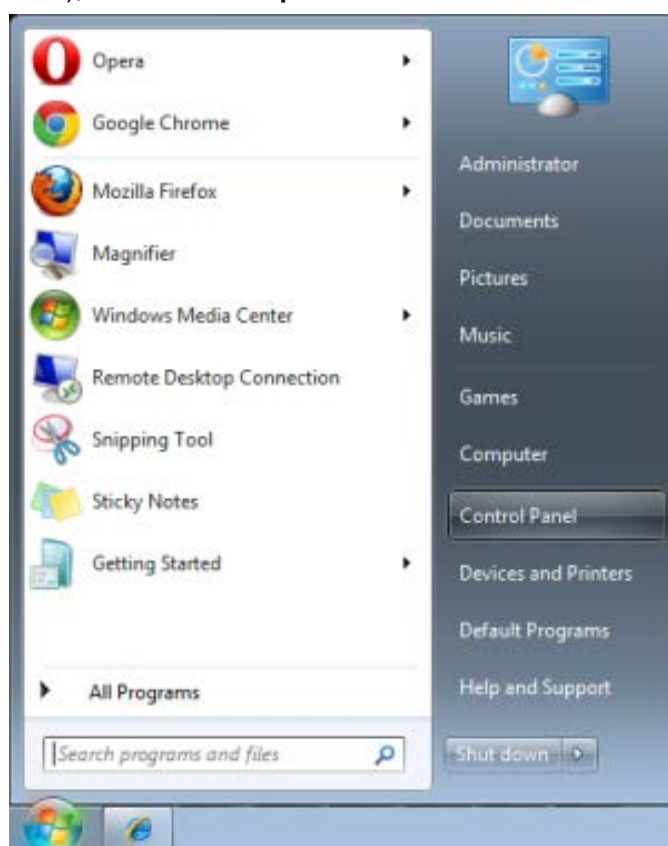 Opera
Google Chrome
Mozilla Firefox
Magnifier
Windows Media Center
Remote Desktop Connection
Snipping Tool
Sticky Notes
Getting Started
All Programs
Search programs and files
Administrator
Documents
Pictures
Music
Games
Computer
Control Panel
Devices and Printers
Default Programs
Help and Support
Shut down